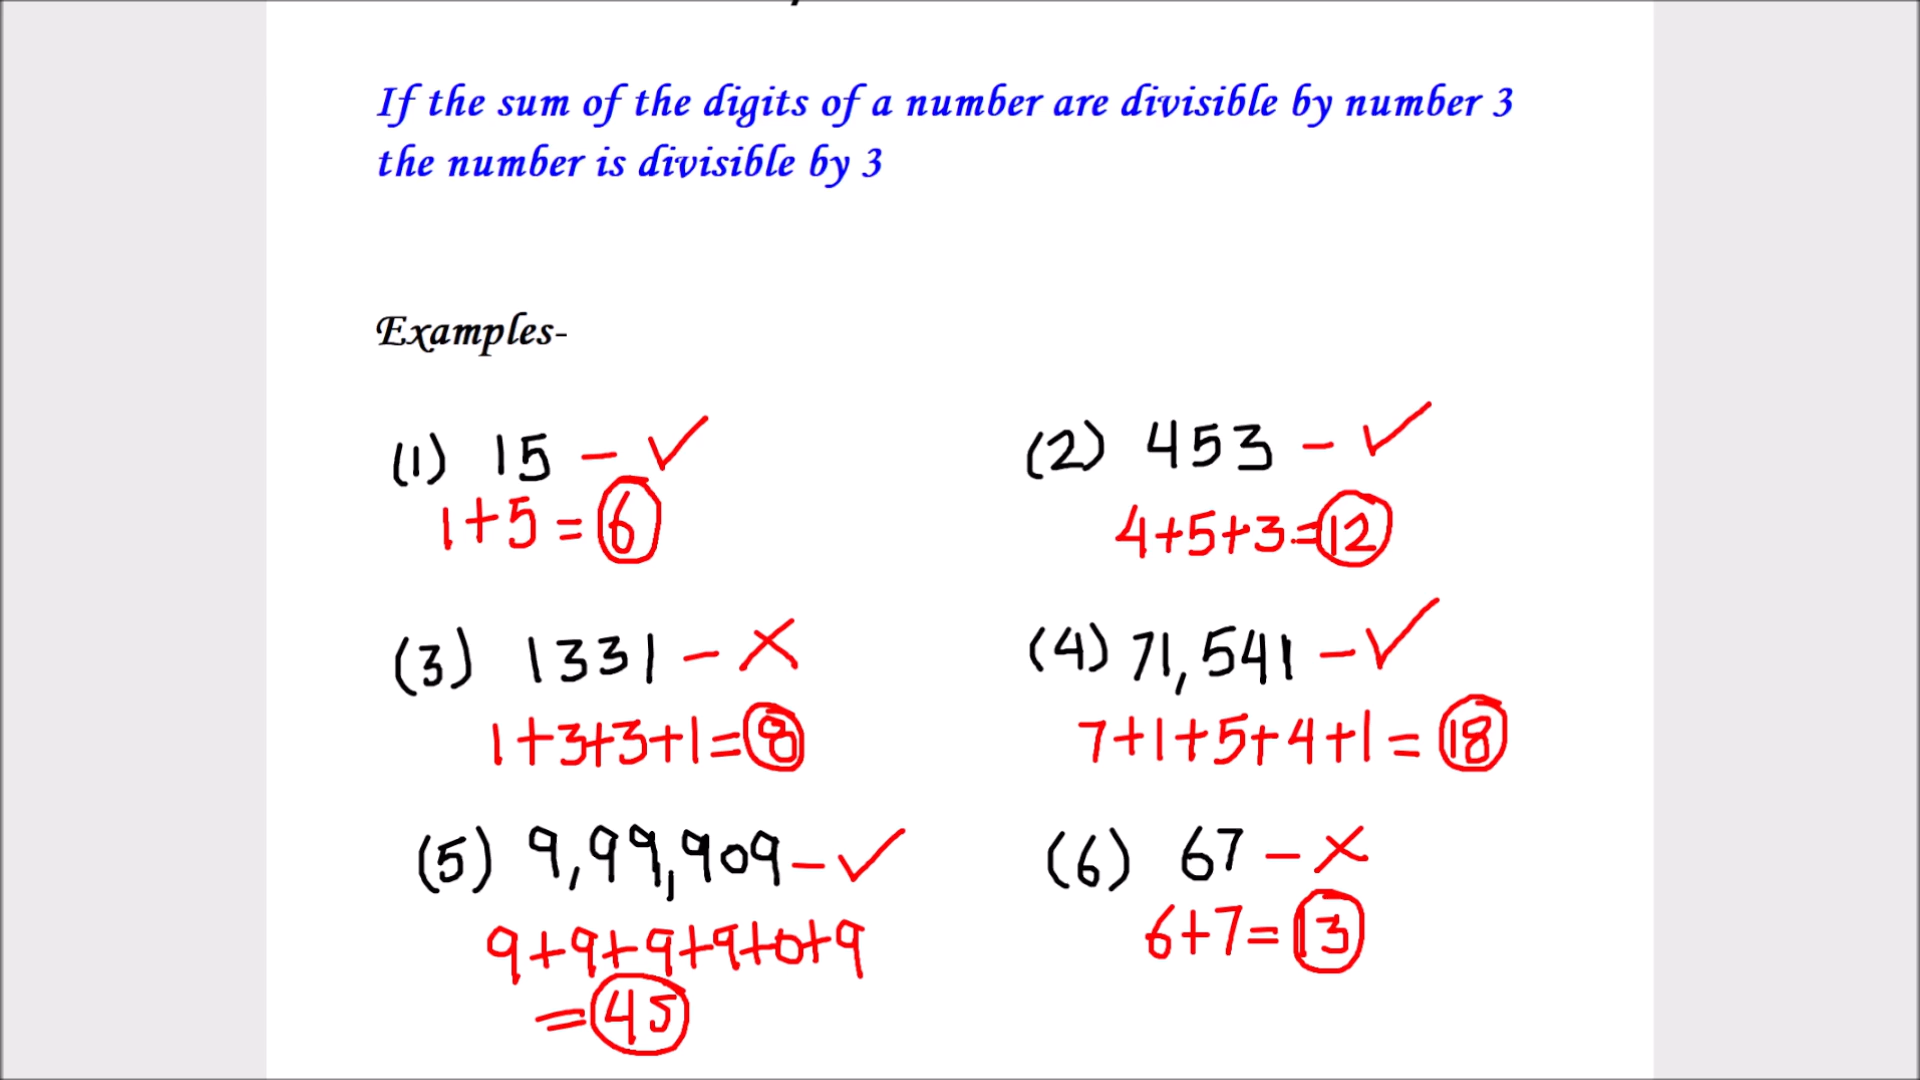 If the sum of the digits of a number are divisible by number 3
the number is divisible by 3
Examples-
(1) 15 - ✓
1+5 = 6
(2) 453 - ✓
4+5+3=12
(3) 1331 - ×
1+3+3+1=8
(4) 71,541 - ✓
7+1+5+4+1 = 18
(5) 9,99,909 - ✓
9+9+9+9+0+9
= 45
(6) 67 - ×
6+7=13